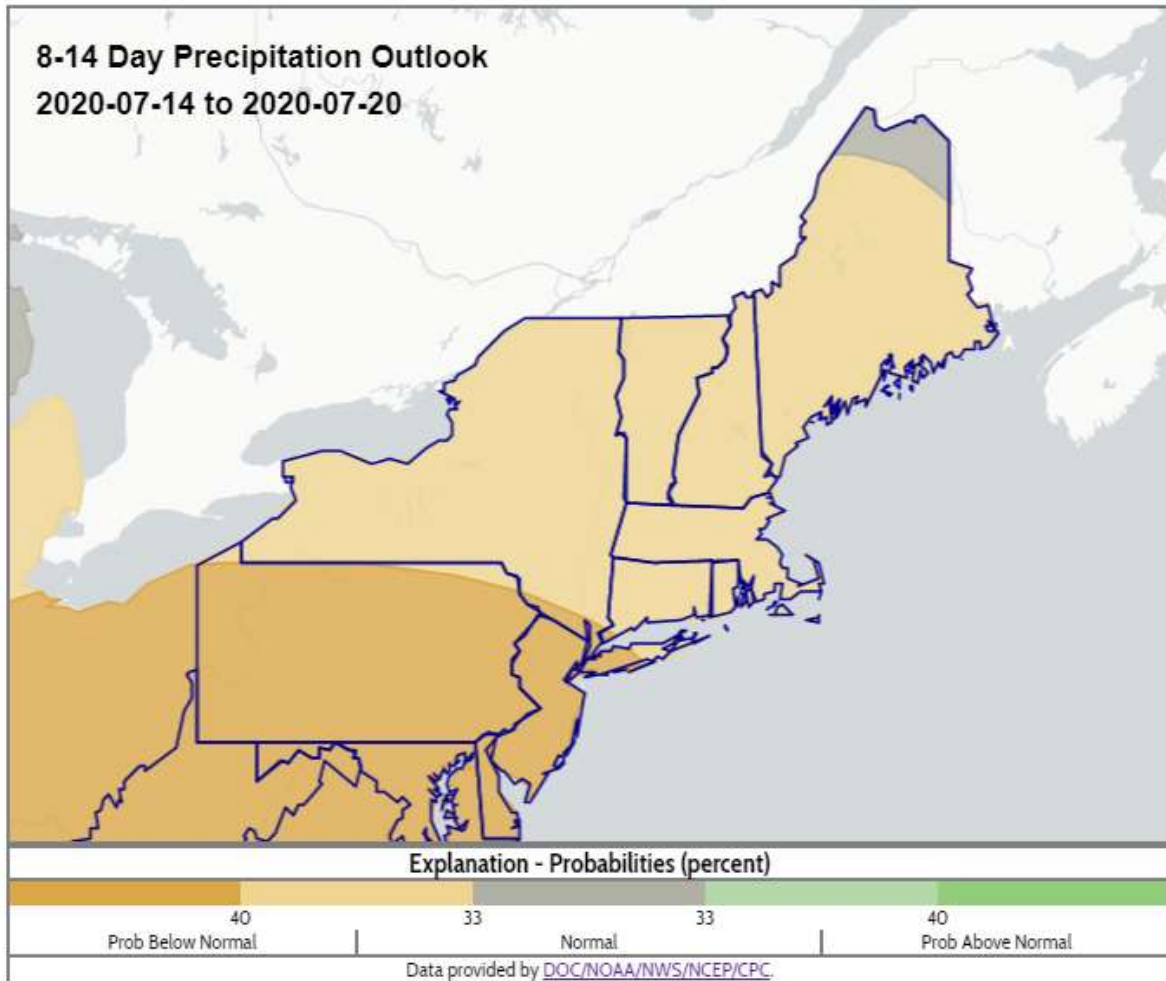 8-14 Day Precipitation Outlook
2020-07-14 to 2020-07-20
Explanation - Probabilities (percent)
40 33 33 40
Prob Below Normal | Normal | Prob Above Normal
Data provided by DOC/NOAA/NWS/NCEP/CPC.